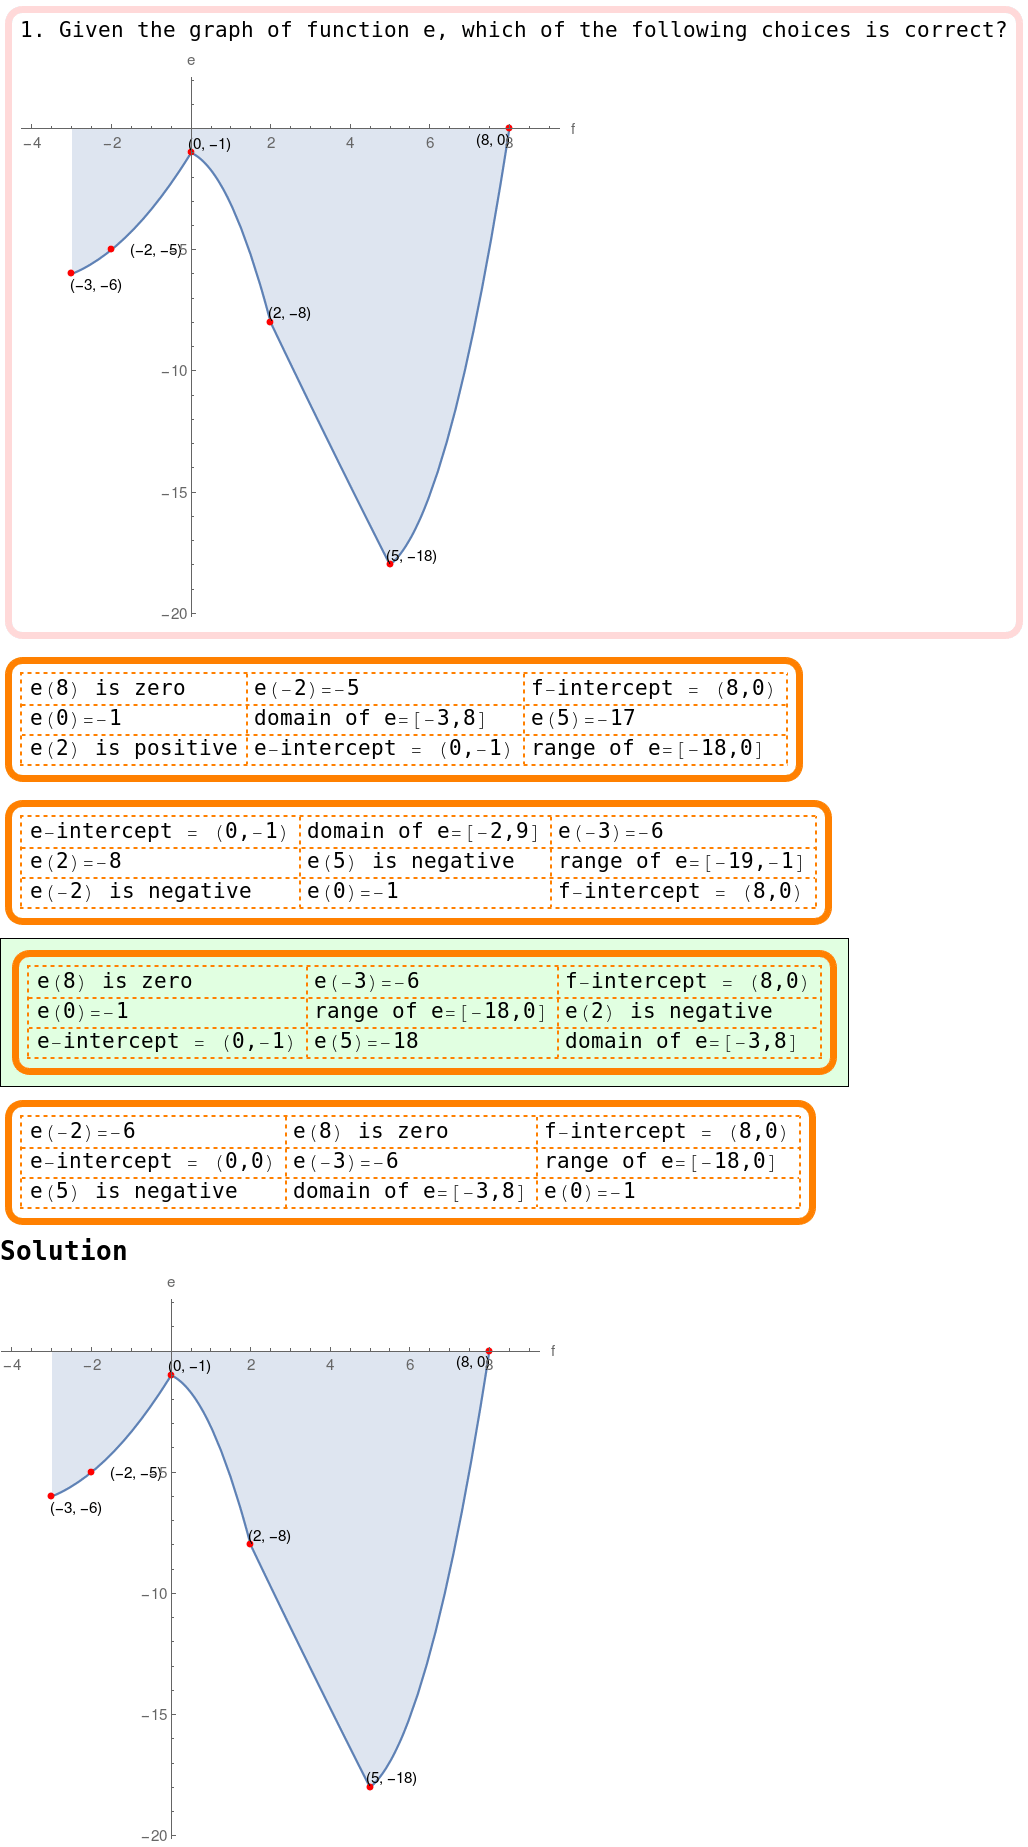 1. Given the graph of function e, which of the following choices is correct?
e
f
−4 −2 2 4 6 8
(0, −1)
(8, 0)
(−2, −5)
−5
(−3, −6)
(2, −8)
−10
−15
(5, −18)
−20
e(8) is zero e(-2)=-5 f-intercept = (8,0)
e(0)=-1 domain of e=[-3,8] e(5)=-17
e(2) is positive e-intercept = (0,-1) range of e=[-18,0]
e-intercept = (0,-1) domain of e=[-2,9] e(-3)=-6
e(2)=-8 e(5) is negative range of e=[-19,-1]
e(-2) is negative e(0)=-1 f-intercept = (8,0)
e(8) is zero e(-3)=-6 f-intercept = (8,0)
e(0)=-1 range of e=[-18,0] e(2) is negative
e-intercept = (0,-1) e(5)=-18 domain of e=[-3,8]
e(-2)=-6 e(8) is zero f-intercept = (8,0)
e-intercept = (0,0) e(-3)=-6 range of e=[-18,0]
e(5) is negative domain of e=[-3,8] e(0)=-1
Solution
e
f
−4 −2 2 4 6 8
(0, −1)
(8, 0)
(−2, −5)
−5
(−3, −6)
(2, −8)
−10
−15
(5, −18)
−20